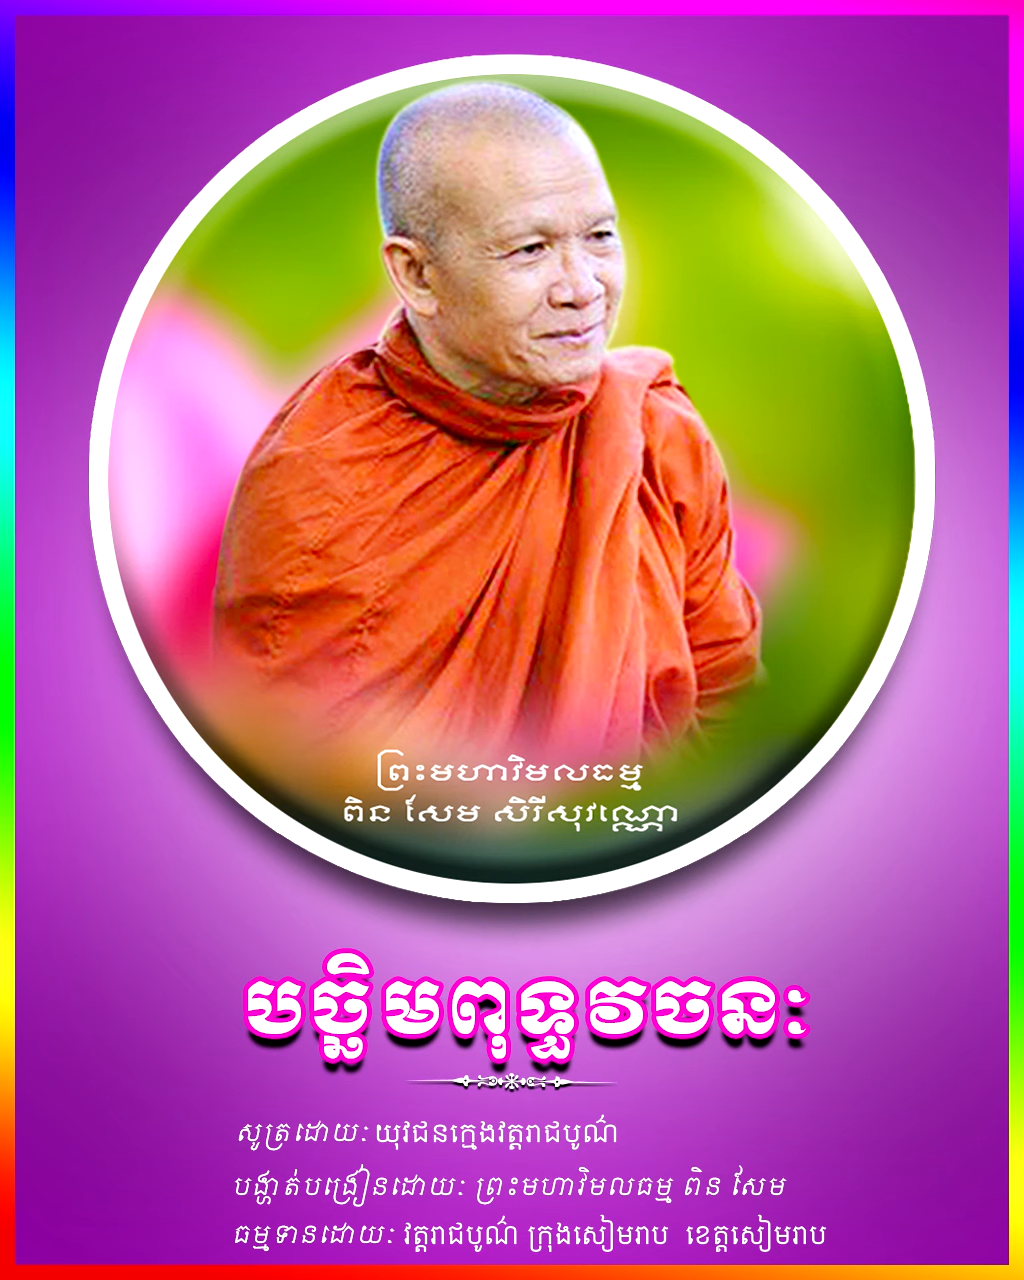 ព្រះមហាវិមលធម្ម
ពិន សែម សិរីសុវណ្ណោ
បច្ឆិមពុទ្ធវចនៈ
សូត្រដោយៈ យុវជនក្មេងវត្តរាជបូណ៌
បង្ហាត់បង្រៀនដោយៈ ព្រះមហាវិមលធម្ម ពិន សែម
ធម្មទានដោយៈ វត្តរាជបូណ៌ ក្រុងសៀមរាប ខេត្តសៀមរាប